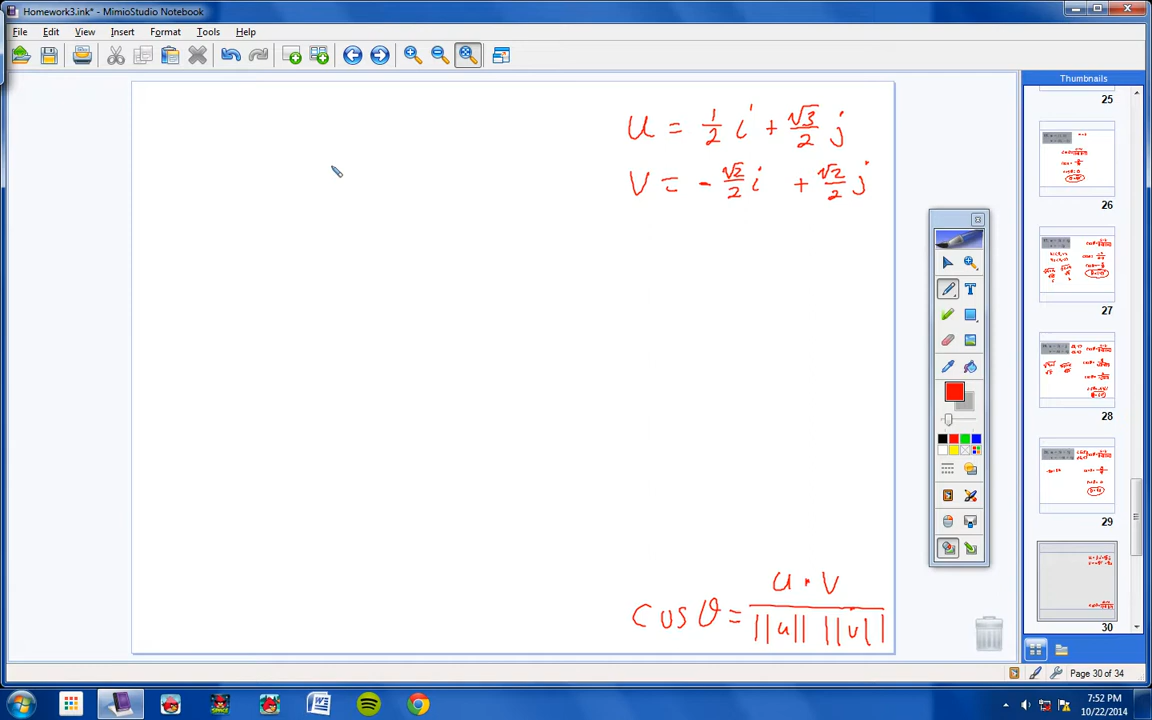 Homework3.ink* - MimioStudio Notebook
File Edit View Insert Format Tools Help
Thumbnails
25
26
27
28
29
30
u = 1/2 i + √3/2 j
v = - √2/2 i + √2/2 j
cos θ = u · v / ||u|| ||v||
T
Page 30 of 34
7:52 PM
10/22/2014